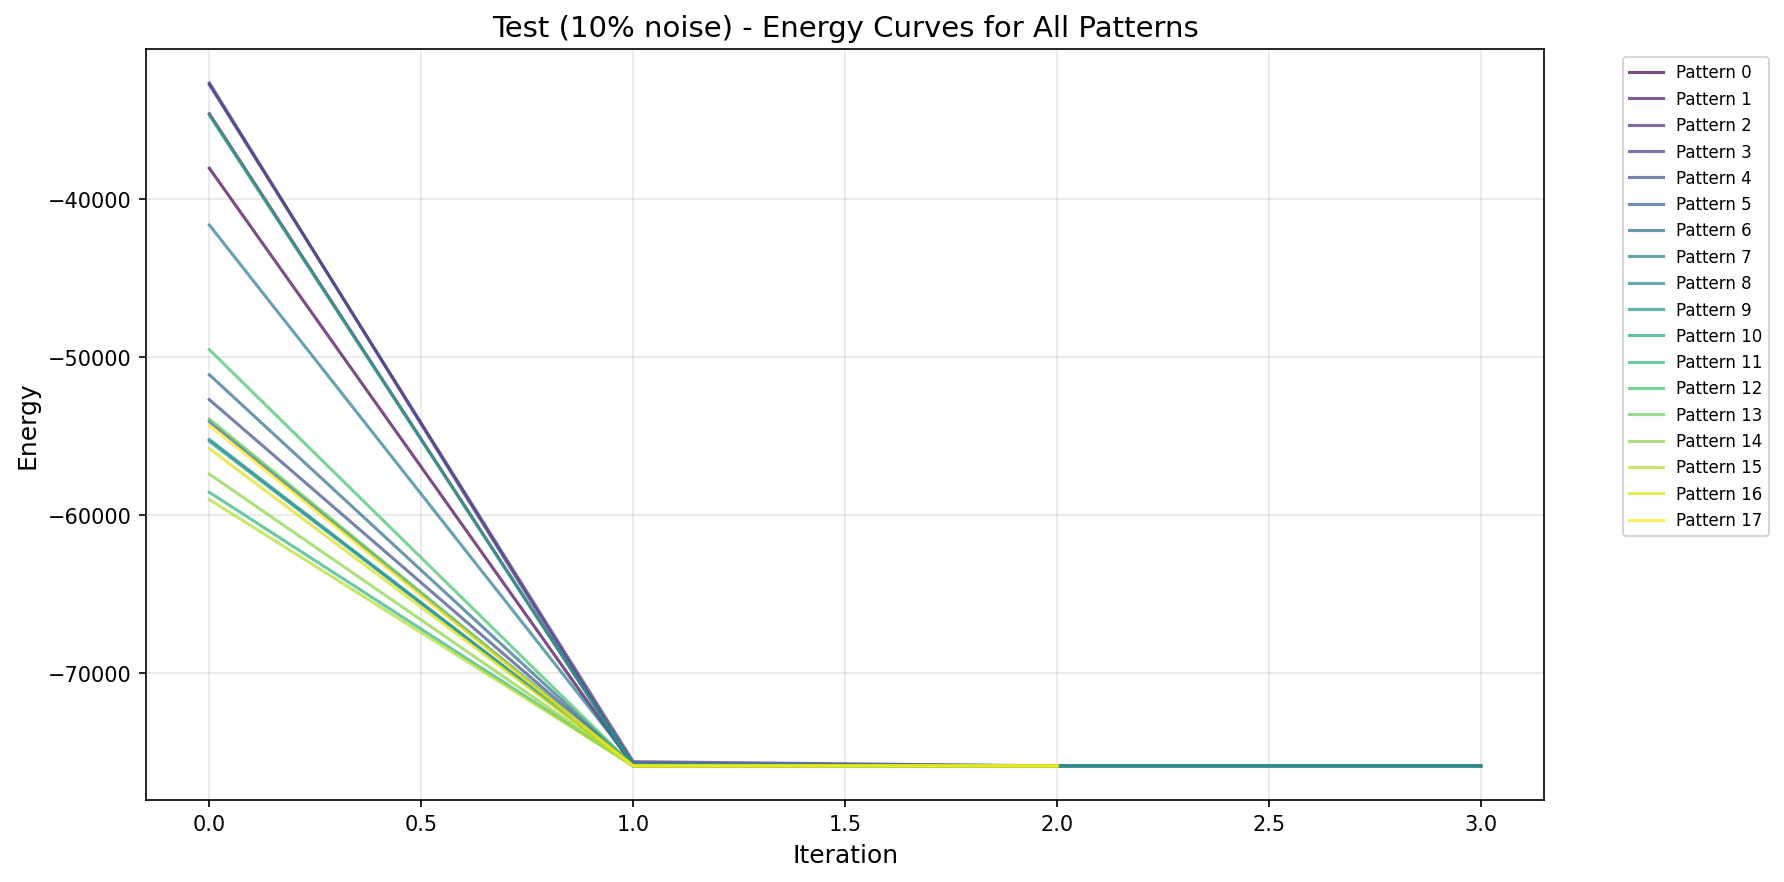 Test (10% noise) - Energy Curves for All Patterns
Energy
−40000
−50000
−60000
−70000
0.0
0.5
1.0
1.5
2.0
2.5
3.0
Iteration
Pattern 0
Pattern 1
Pattern 2
Pattern 3
Pattern 4
Pattern 5
Pattern 6
Pattern 7
Pattern 8
Pattern 9
Pattern 10
Pattern 11
Pattern 12
Pattern 13
Pattern 14
Pattern 15
Pattern 16
Pattern 17